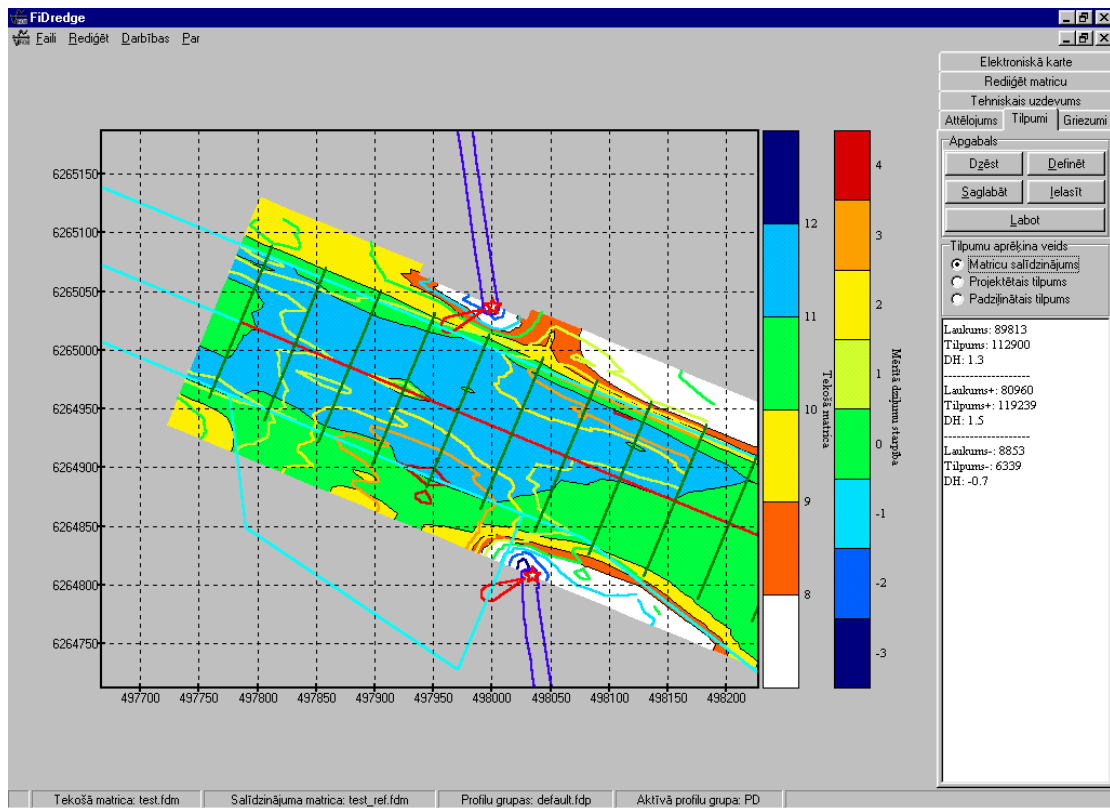 FiDredge
Faili Rediģēt Darbības Par
Elektroniskā karte
Rediiģēt matricu
Tehniskais uzdevums
Attēlojums Tilpumi Griezumi
Apgabals
Dzēst Definēt
Saglabāt Ielasīt
Labot
Tilpumu aprēķina veids
Matricu salīdzinājums
Projektētais tilpums
Padziļinātais tilpums
Laukums: 89813
Tilpums: 112900
DH: 1.3
--------------------
Laukums+: 80960
Tilpums+: 119239
DH: 1.5
--------------------
Laukums-: 8853
Tilpums-: 6339
DH: -0.7
6265150
6265100
6265050
6265000
6264950
6264900
6264850
6264800
6264750
497700 497750 497800 497850 497900 497950 498000 498050 498100 498150 498200
12
11
10
9
8
Tekošā matrica
4
3
2
1
0
-1
-2
-3
Mērītā dziļumu starpība
Tekošā matrica: test.fdm Salīdzinājuma matrica: test_ref.fdm Profilu grupas: default.fdp Aktīvā profilu grupa: PD